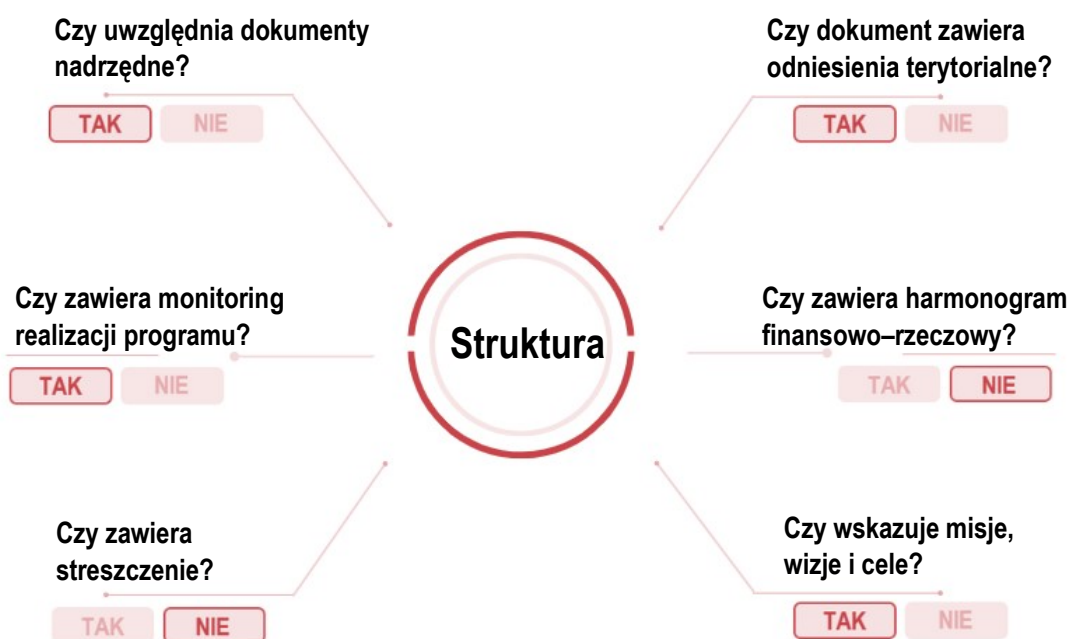 Czy uwzględnia dokumenty
nadrzędne?
TAK NIE
Czy dokument zawiera
odniesienia terytorialne?
TAK NIE
Czy zawiera monitoring
realizacji programu?
TAK NIE
Struktura
Czy zawiera harmonogram
finansowo–rzeczowy?
TAK NIE
Czy zawiera
streszczenie?
TAK NIE
Czy wskazuje misje,
wizje i cele?
TAK NIE